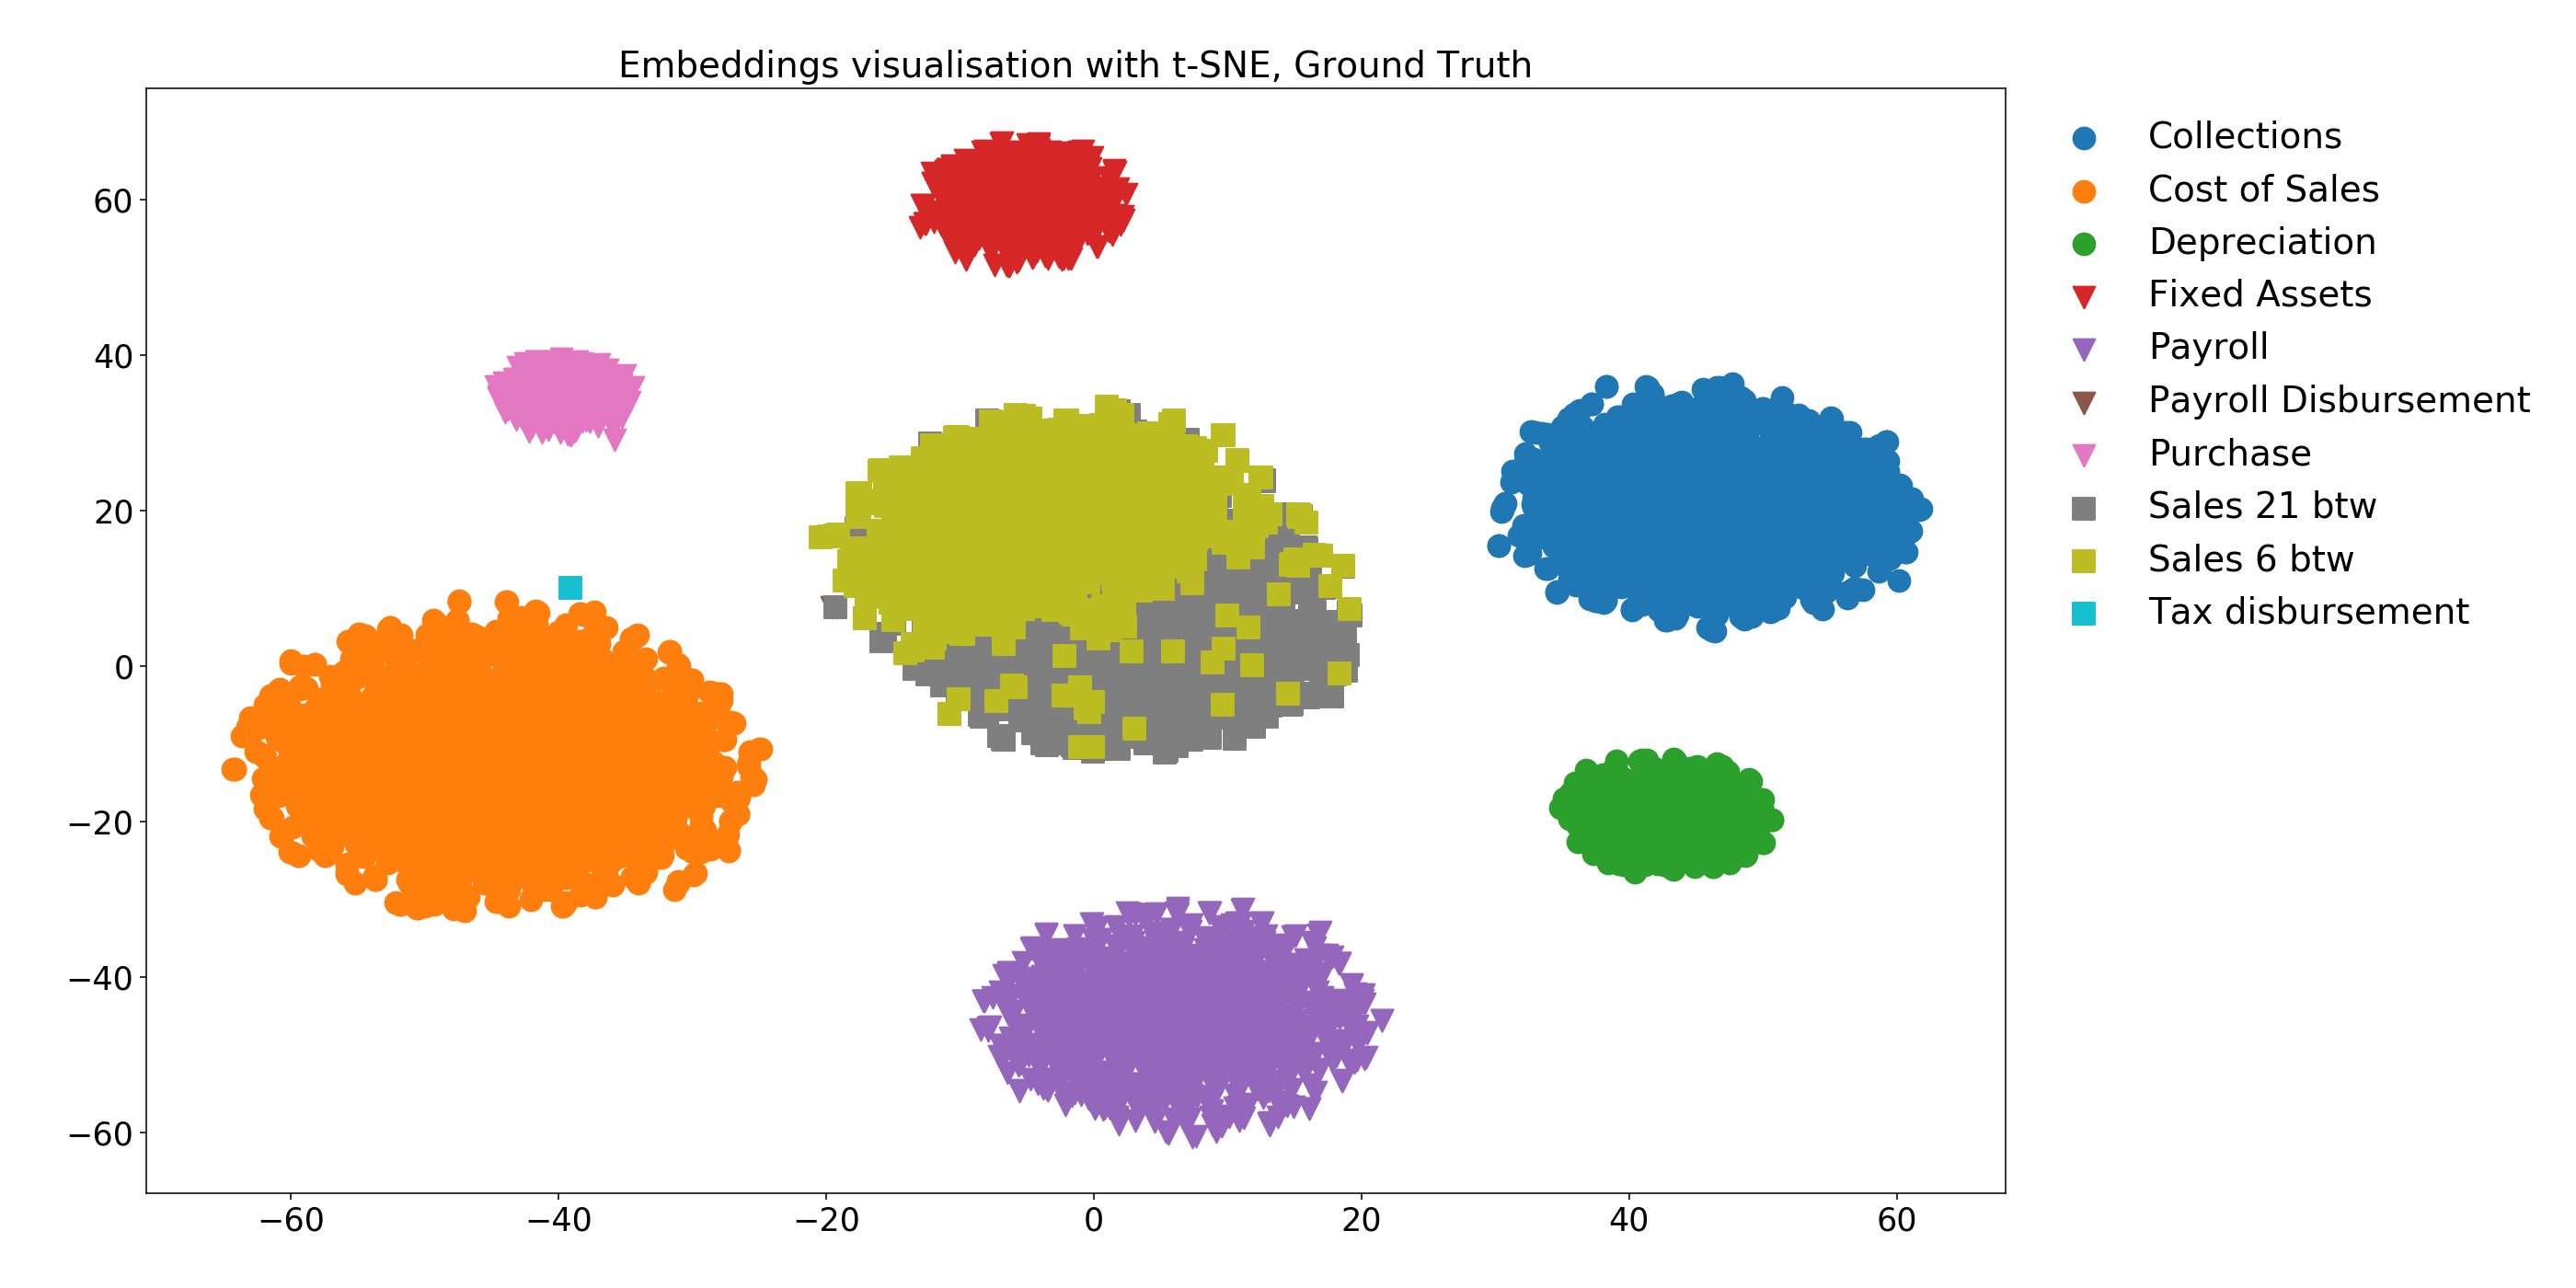 Embeddings visualisation with t-SNE, Ground Truth
60
40
20
0
−20
−40
−60
−60 −40 −20 0 20 40 60
Collections
Cost of Sales
Depreciation
Fixed Assets
Payroll
Payroll Disbursement
Purchase
Sales 21 btw
Sales 6 btw
Tax disbursement